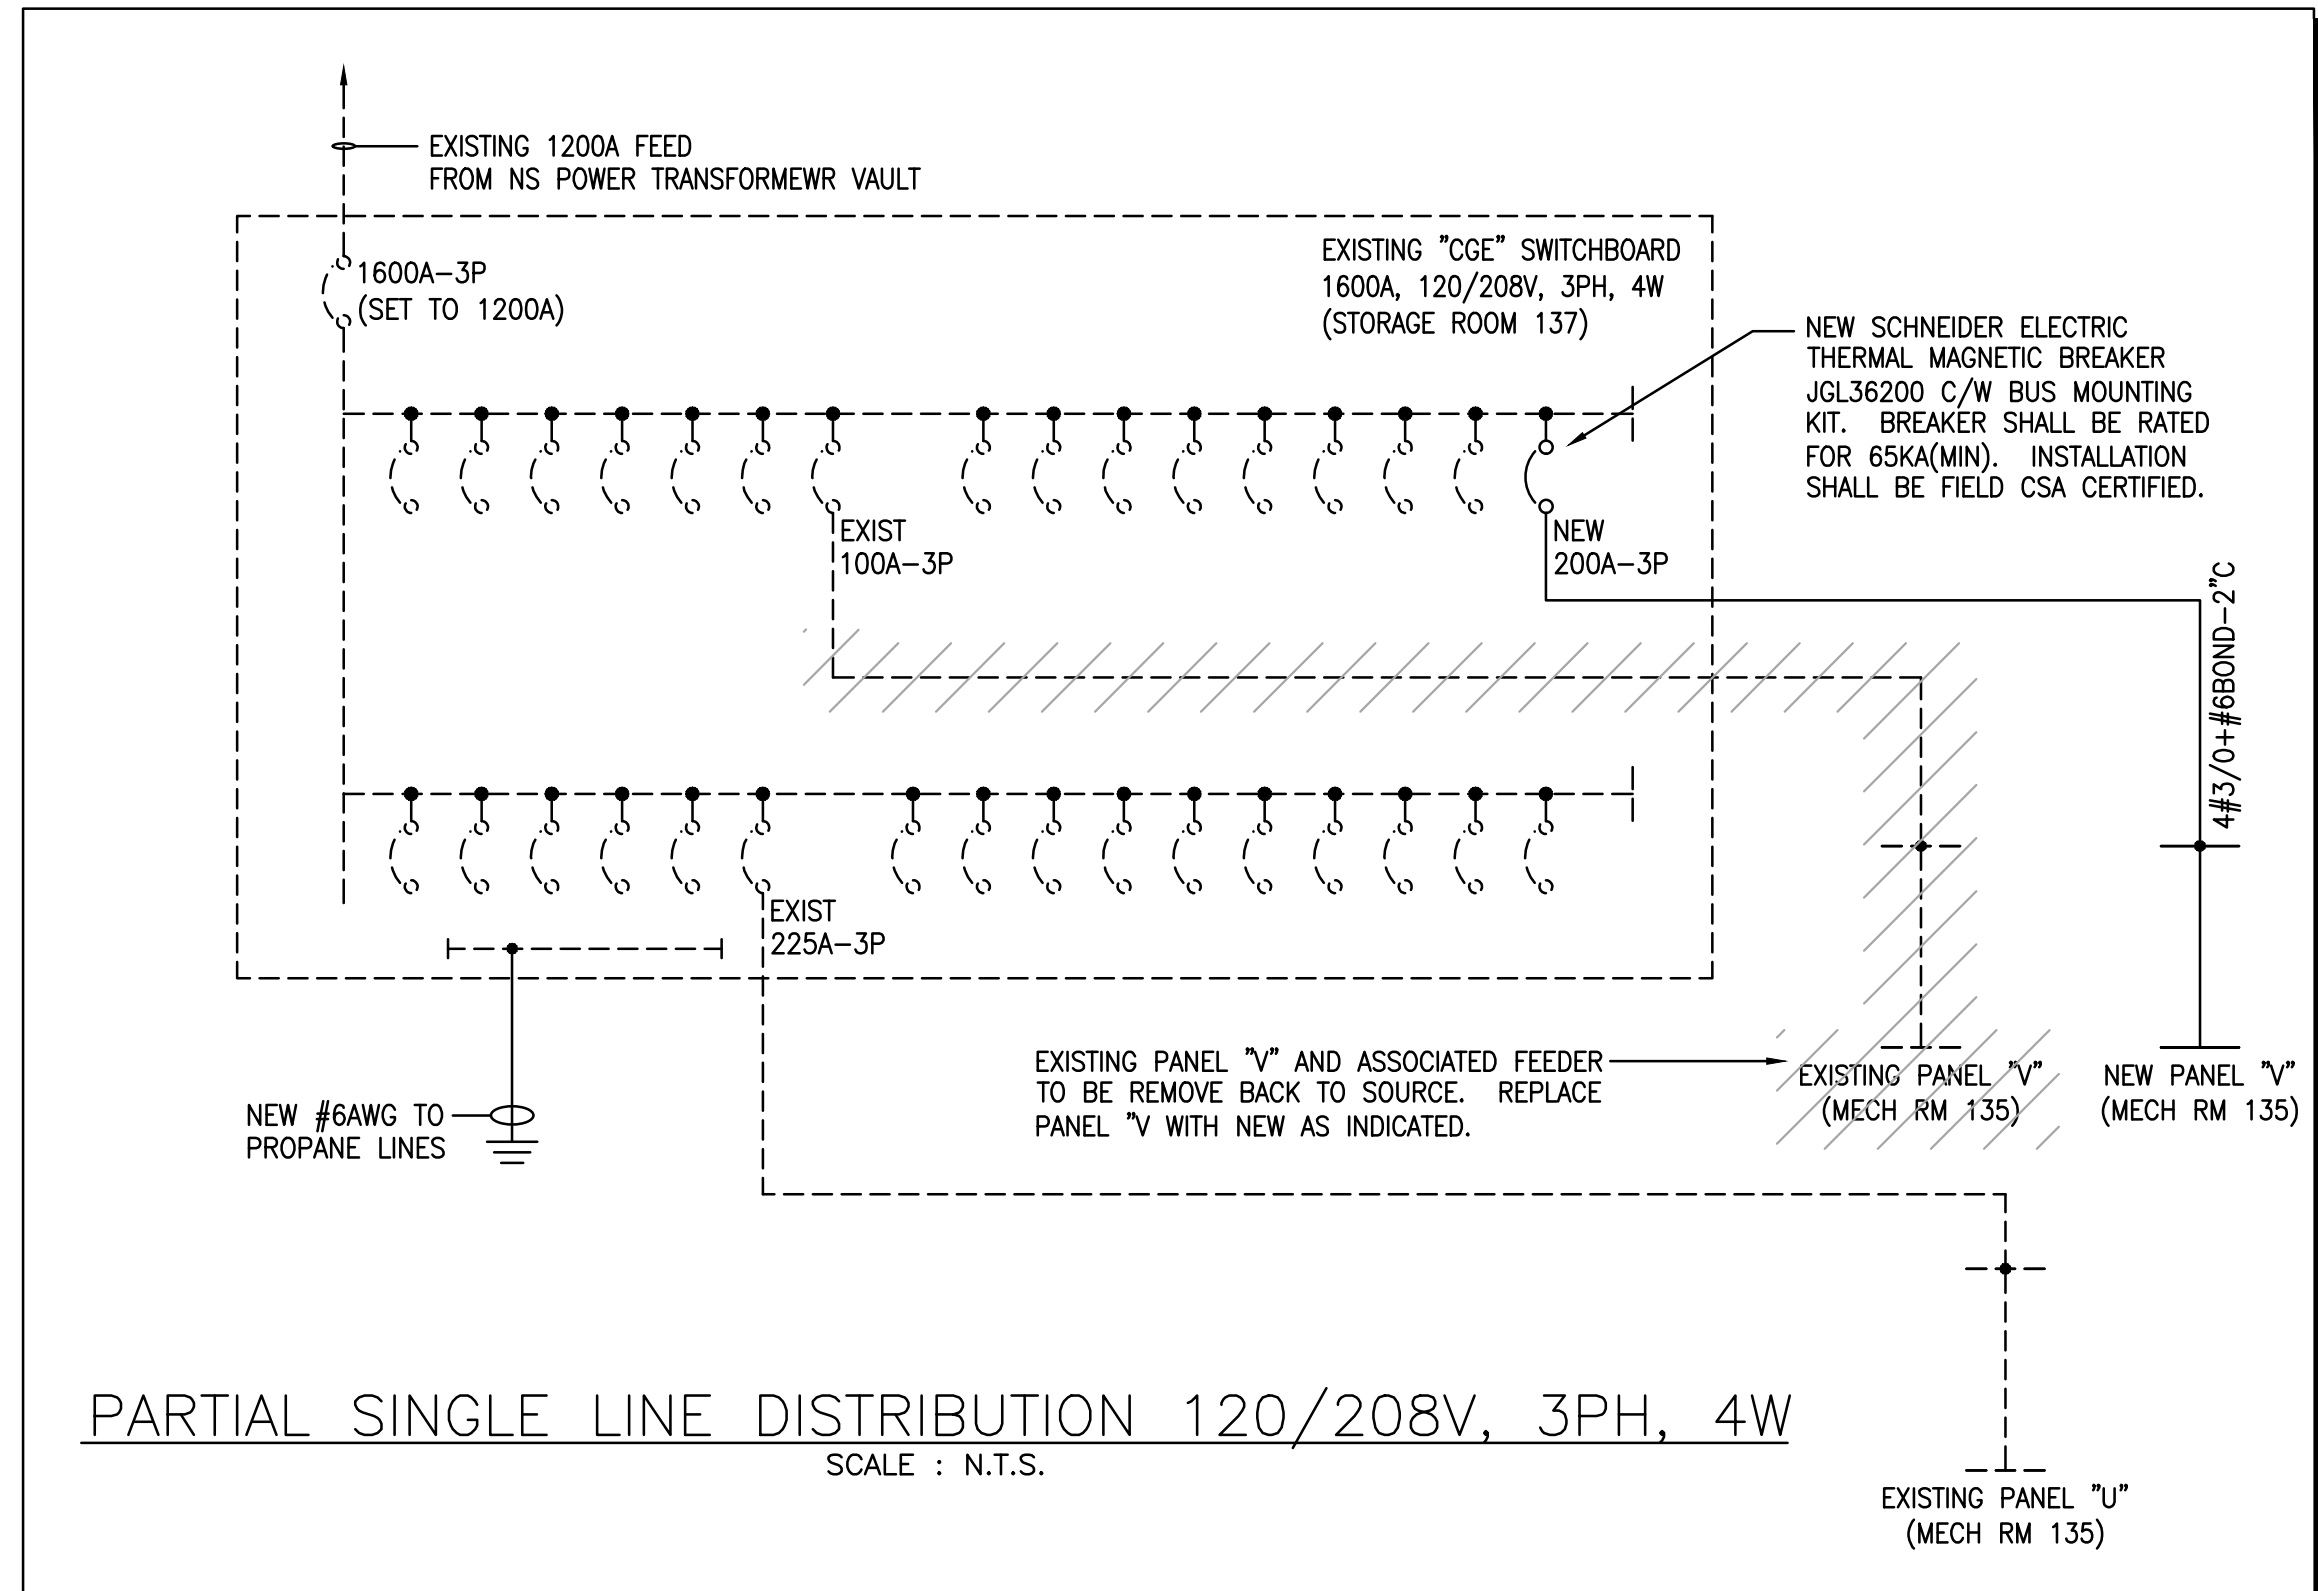 EXISTING 1200A FEED
FROM NS POWER TRANSFORMEWR VAULT
1600A-3P
(SET TO 1200A)
EXISTING "CGE" SWITCHBOARD
1600A, 120/208V, 3PH, 4W
(STORAGE ROOM 137)
NEW SCHNEIDER ELECTRIC
THERMAL MAGNETIC BREAKER
JGL36200 C/W BUS MOUNTING
KIT. BREAKER SHALL BE RATED
FOR 65KA(MIN). INSTALLATION
SHALL BE FIELD CSA CERTIFIED.
EXIST
100A-3P
NEW
200A-3P
4#3/0+#6BOND-2"C
EXIST
225A-3P
NEW #6AWG TO
PROPANE LINES
EXISTING PANEL "V" AND ASSOCIATED FEEDER
TO BE REMOVE BACK TO SOURCE. REPLACE
PANEL "V WITH NEW AS INDICATED.
EXISTING PANEL "V"
(MECH RM 135)
NEW PANEL "V"
(MECH RM 135)
PARTIAL SINGLE LINE DISTRIBUTION 120/208V, 3PH, 4W
SCALE : N.T.S.
EXISTING PANEL "U"
(MECH RM 135)